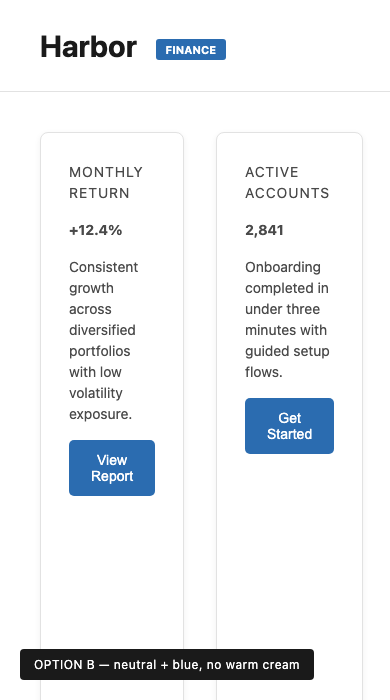 Harbor FINANCE
MONTHLY
RETURN
+12.4%
Consistent
growth
across
diversified
portfolios
with low
volatility
exposure.
View
Report
ACTIVE
ACCOUNTS
2,841
Onboarding
completed in
under three
minutes with
guided setup
flows.
Get
Started
OPTION B — neutral + blue, no warm cream